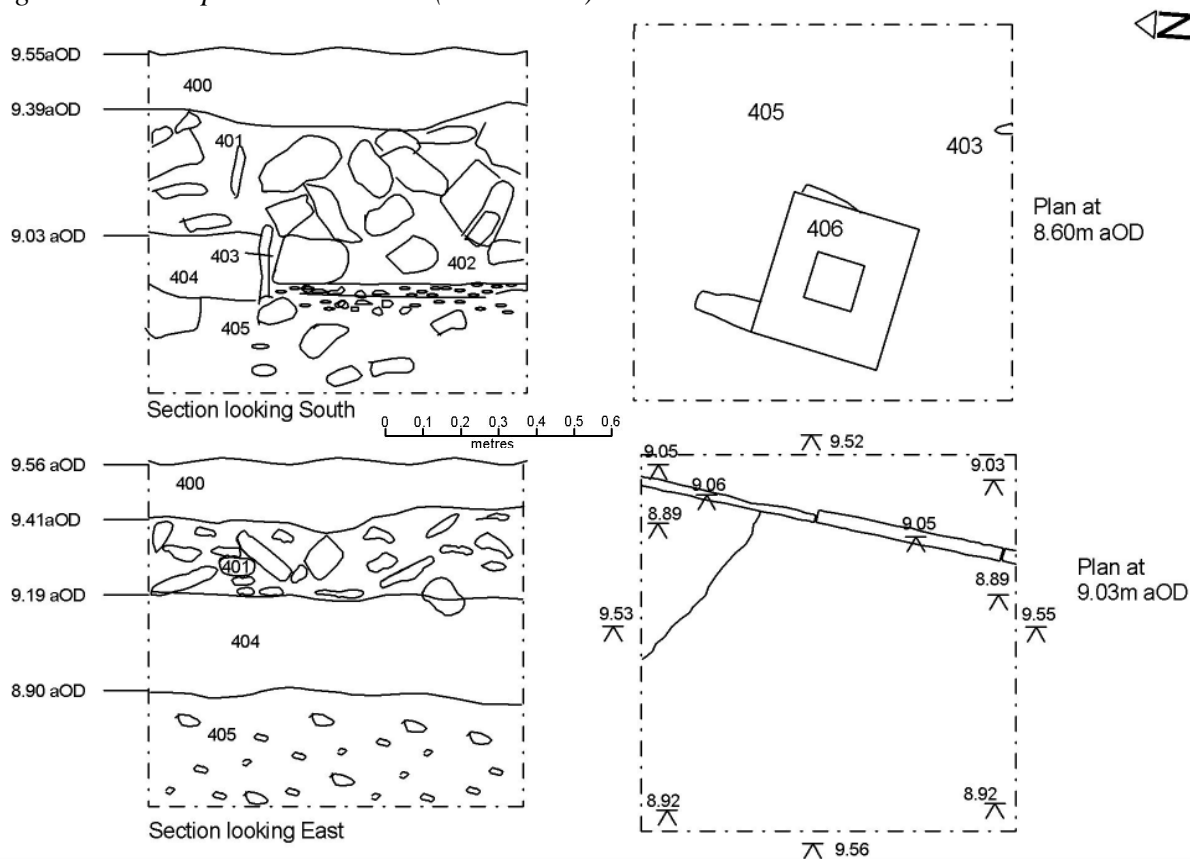 9.55aOD
400
9.39aOD
401
9.03 aOD
403
404
402
405
Section looking South
405
403
406
Plan at
8.60m aOD
N
0 0.1 0.2 0.3 0.4 0.5 0.6
metres
9.56 aOD
400
9.41aOD
401
9.19 aOD
404
8.90 aOD
405
Section looking East
9.52
9.05
9.03
9.06
8.89
9.05
8.89
Plan at
9.03m aOD
9.53
9.55
8.92
8.92
9.56